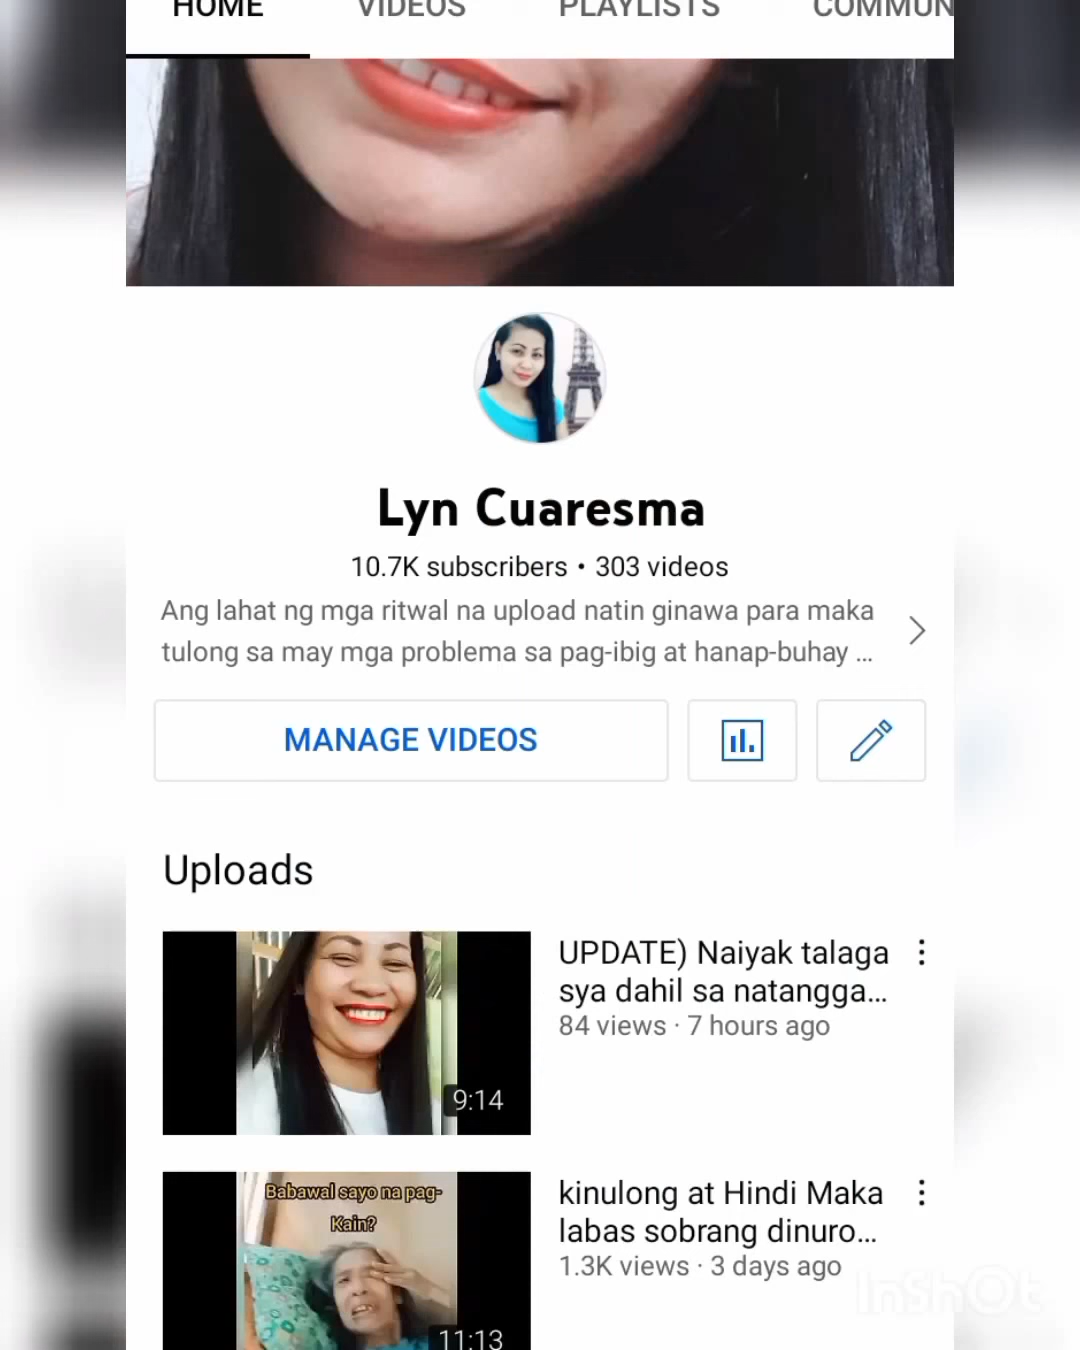 HOME VIDEOS PLAYLISTS COMMUN
Lyn Cuaresma
10.7K subscribers • 303 videos
Ang lahat ng mga ritwal na upload natin ginawa para maka
tulong sa may mga problema sa pag-ibig at hanap-buhay ...
MANAGE VIDEOS
Uploads
UPDATE) Naiyak talaga
sya dahil sa natangga...
84 views · 7 hours ago
9:14
Babawal sayo na pag-
Kain?
kinulong at Hindi Maka
labas sobrang dinuro...
1.3K views · 3 days ago
11:13
InShOt